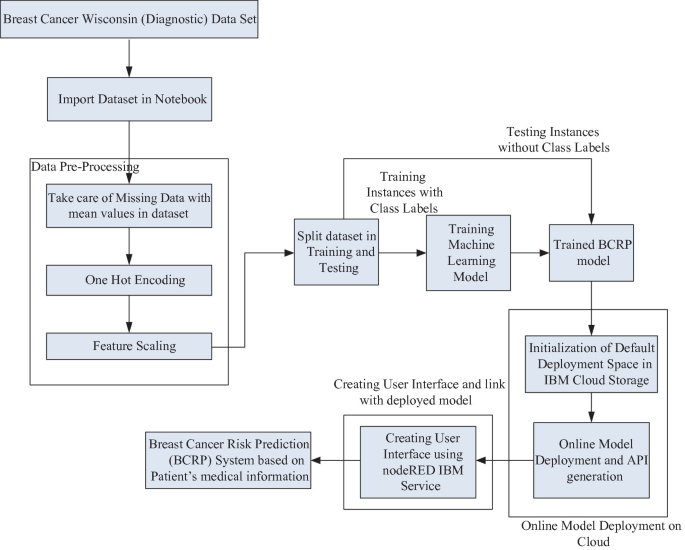 Breast Cancer Wisconsin (Diagnostic) Data Set
Import Dataset in Notebook
Data Pre-Processing
Take care of Missing Data with
mean values in dataset
One Hot Encoding
Feature Scaling
Split dataset in
Training and
Testing
Training
Instances with
Class Labels
Testing Instances
without Class Labels
Training
Machine
Learning
Model
Trained BCRP
model
Initialization of Default
Deployment Space in
IBM Cloud Storage
Online Model
Deployment and API
generation
Online Model Deployment on
Cloud
Creating User Interface and link
with deployed model
Creating User
Interface using
nodeRED IBM
Service
Breast Cancer Risk Prediction
(BCRP) System based on
Patient's medical information